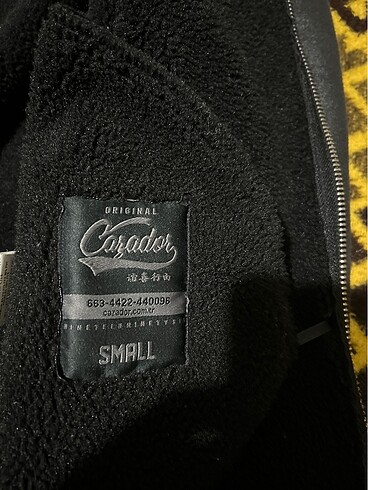 ORIGINAL
Cazador
663-4422-440096
cazador.com.tr
SMALL